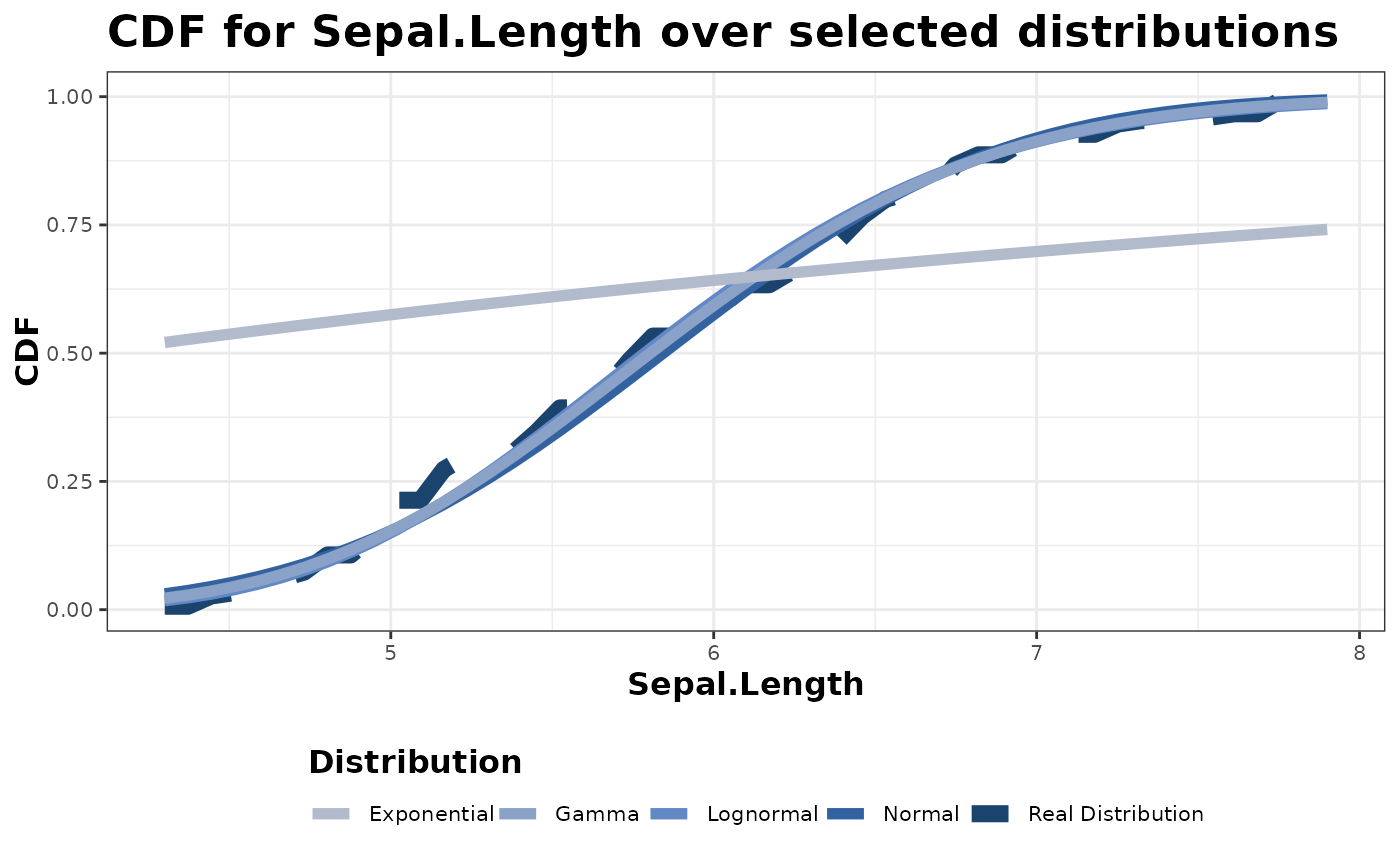 CDF for Sepal.Length over selected distributions
1.00
0.75
0.50
0.25
0.00
CDF
5 6 7 8
Sepal.Length
Distribution
Exponential Gamma Lognormal Normal Real Distribution